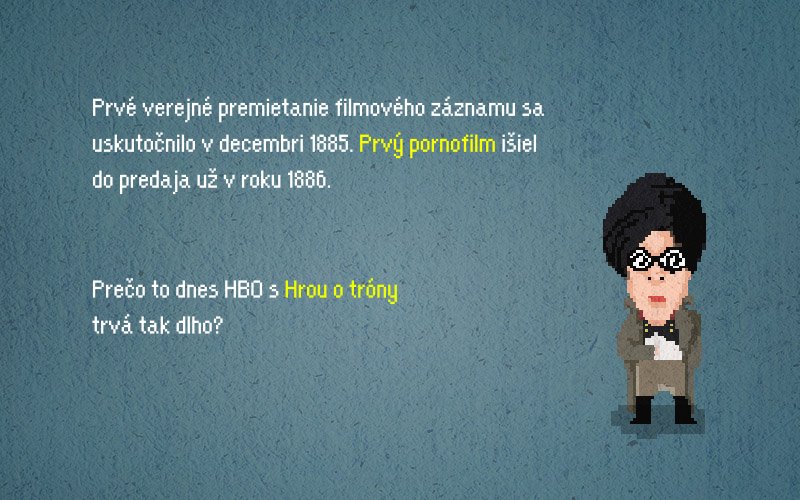 Prvé verejné premietanie filmového záznamu sa
uskutočnilo v decembri 1885. Prvý pornofilm išiel
do predaja už v roku 1886.
Prečo to dnes HBO s Hrou o tróny
trvá tak dlho?